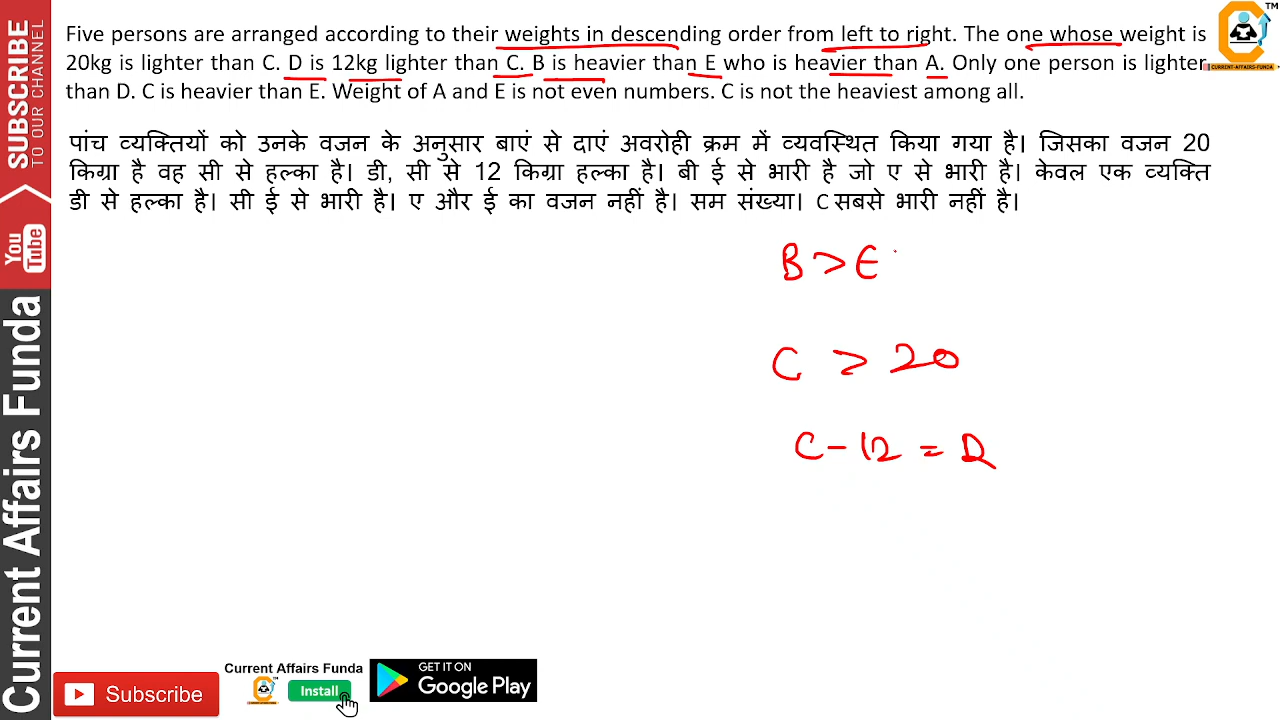 Five persons are arranged according to their weights in descending order from left to right. The one whose weight is
20kg is lighter than C. D is 12kg lighter than C. B is heavier than E who is heavier than A. Only one person is lighter
than D. C is heavier than E. Weight of A and E is not even numbers. C is not the heaviest among all.
पांच व्यक्तियों को उनके वजन के अनुसार बाएं से दाएं अवरोही क्रम में व्यवस्थित किया गया है। जिसका वजन 20
किग्रा है वह सी से हल्का है। डी, सी से 12 किग्रा हल्का है। बी ई से भारी है जो ए से भारी है। केवल एक व्यक्ति
डी से हल्का है। सी ई से भारी है। ए और ई का वजन नहीं है। सम संख्या। C सबसे भारी नहीं है।
B > E
C > 20
C - 12 = D
SUBSCRIBE
TO OUR CHANNEL
YouTube
Current Affairs Funda
TM
CURRENT-AFFAIRS-FUNDA
Subscribe
Current Affairs Funda
Install
GET IT ON
Google Play